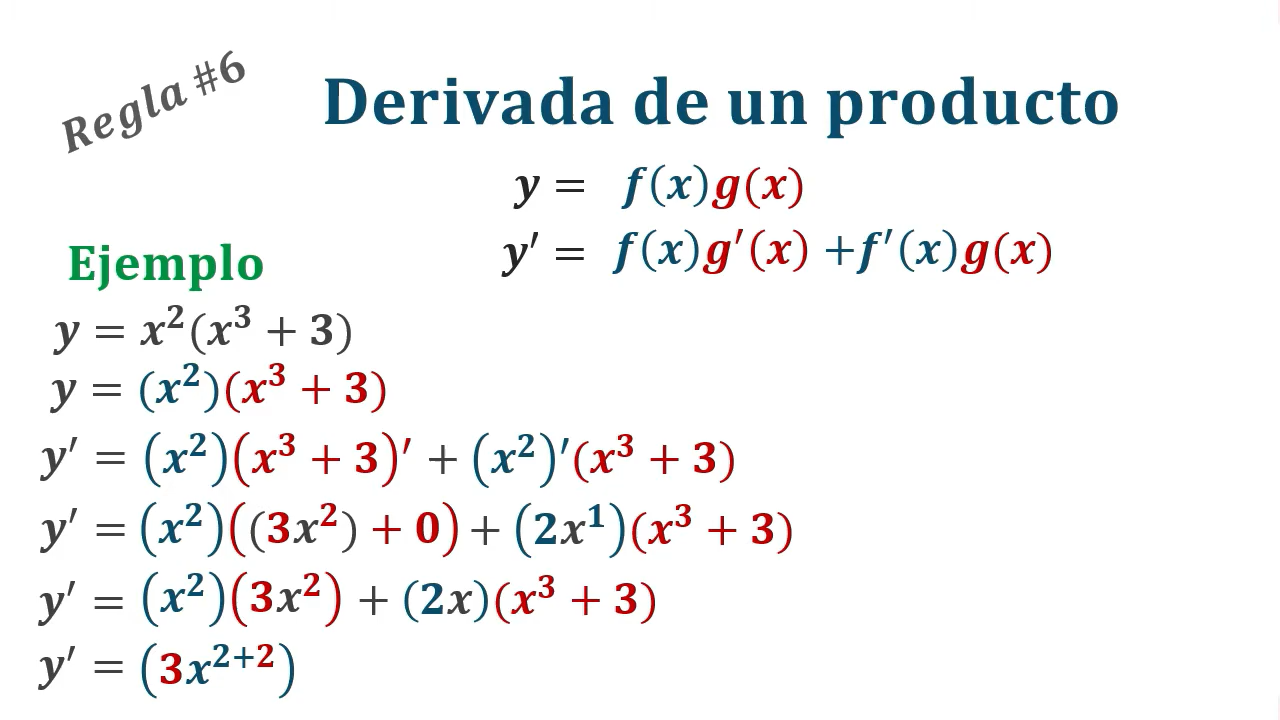 Regla #6
Derivada de un producto
y = f(x)g(x)
y′ = f(x)g′(x) +f′(x)g(x)
Ejemplo
y = x²(x³ + 3)
y = (x²)(x³ + 3)
y′ = (x²)(x³ + 3)′ + (x²)′(x³ + 3)
y′ = (x²)((3x²) + 0) + (2x¹)(x³ + 3)
y′ = (x²)(3x²) + (2x)(x³ + 3)
y′ = (3x²⁺²)